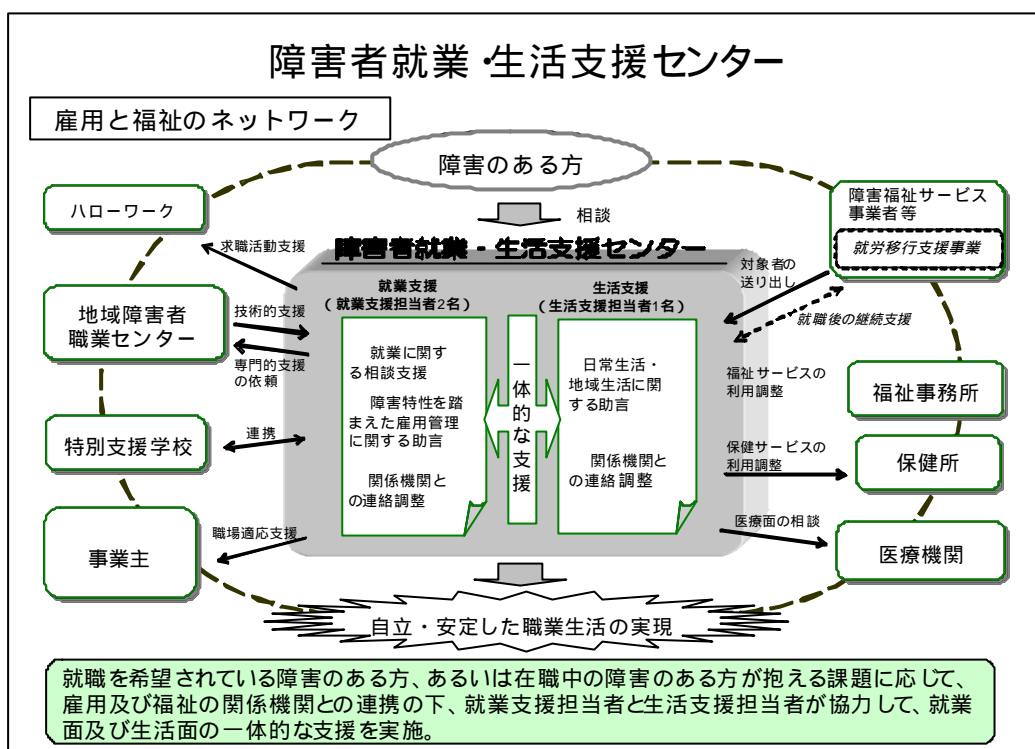 障害者就業・生活支援センター
雇用と福祉のネットワーク
障害のある方
相談
ハローワーク
求職活動支援
地域障害者
職業センター
技術的支援
専門的支援
の依頼
特別支援学校
連携
事業主
職場適応支援
障害者就業・生活支援センター
就業支援
(就業支援担当者2名)
就業に関す
る相談支援
障害特性を踏
まえた雇用管理
に関する助言
関係機関と
の連絡調整
一体的な支援
生活支援
(生活支援担当者1名)
日常生活・
地域生活に関
する助言
関係機関と
の連絡調整
障害福祉サービス
事業者等
就労移行支援事業
対象者の
送り出し
就職後の継続支援
福祉サービスの
利用調整
福祉事務所
保健サービスの
利用調整
保健所
医療面の相談
医療機関
自立・安定した職業生活の実現
就職を希望されている障害のある方、あるいは在職中の障害のある方が抱える課題に応じて、
雇用及び福祉の関係機関との連携の下、就業支援担当者と生活支援担当者が協力して、就業
面及び生活面の一体的な支援を実施。